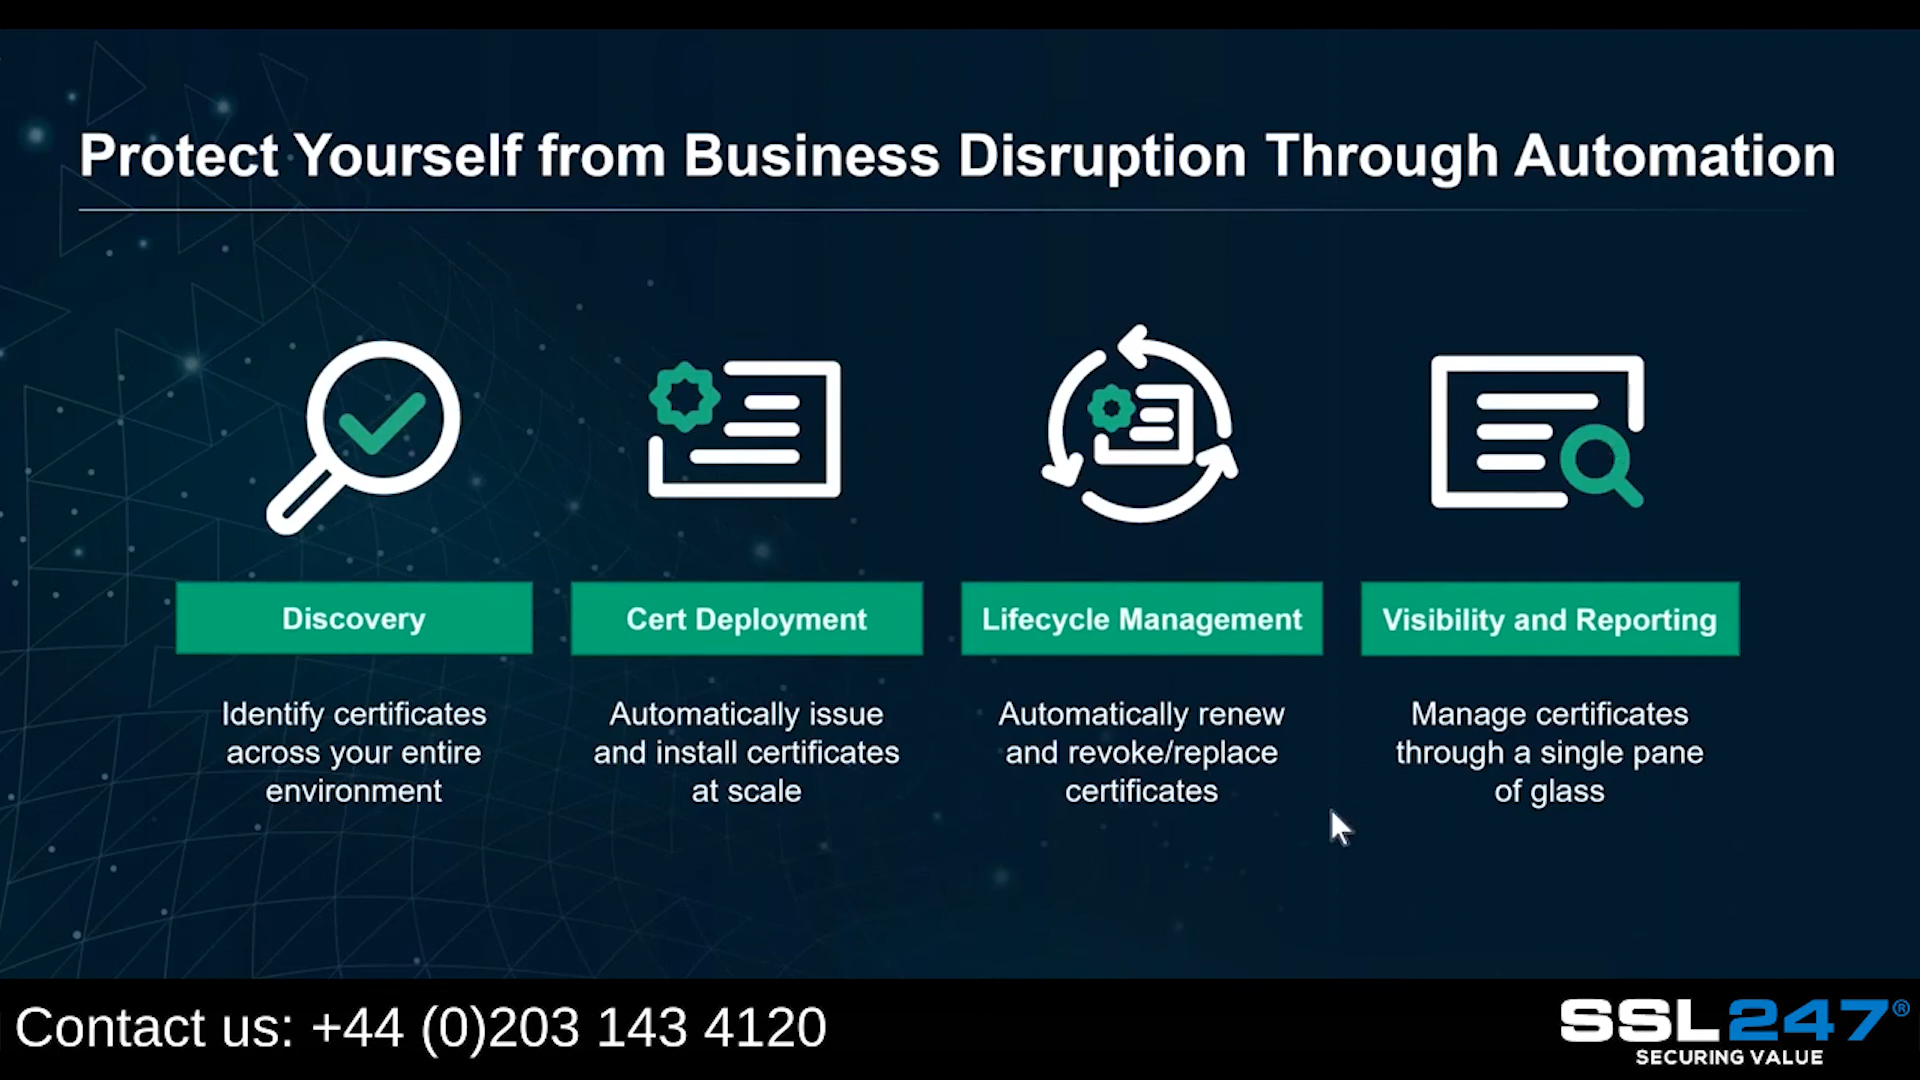 Protect Yourself from Business Disruption Through Automation
Discovery
Identify certificates
across your entire
environment
Cert Deployment
Automatically issue
and install certificates
at scale
Lifecycle Management
Automatically renew
and revoke/replace
certificates
Visibility and Reporting
Manage certificates
through a single pane
of glass
Contact us: +44 (0)203 143 4120
SSL247®
SECURING VALUE